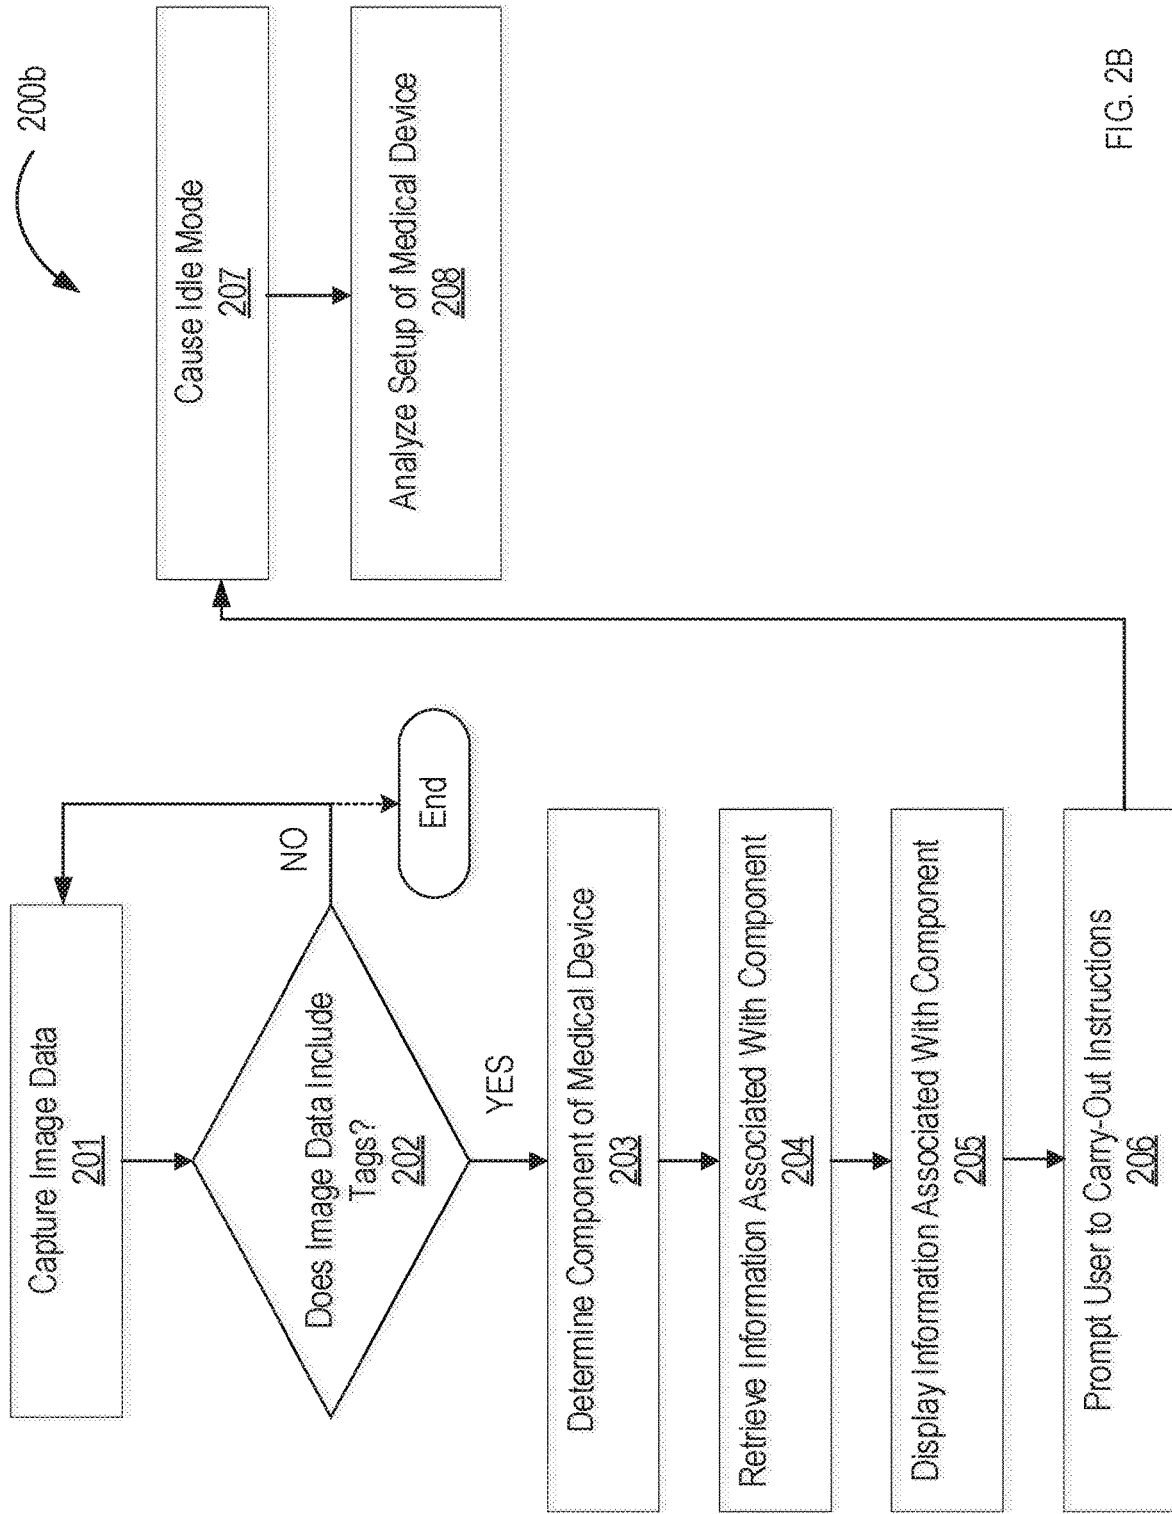 200b
Capture Image Data
201
Does Image Data Include
Tags?
202
NO
End
YES
Determine Component of Medical Device
203
Retrieve Information Associated With Component
204
Display Information Associated With Component
205
Prompt User to Carry-Out Instructions
206
Cause Idle Mode
207
Analyze Setup of Medical Device
208
FIG. 2B